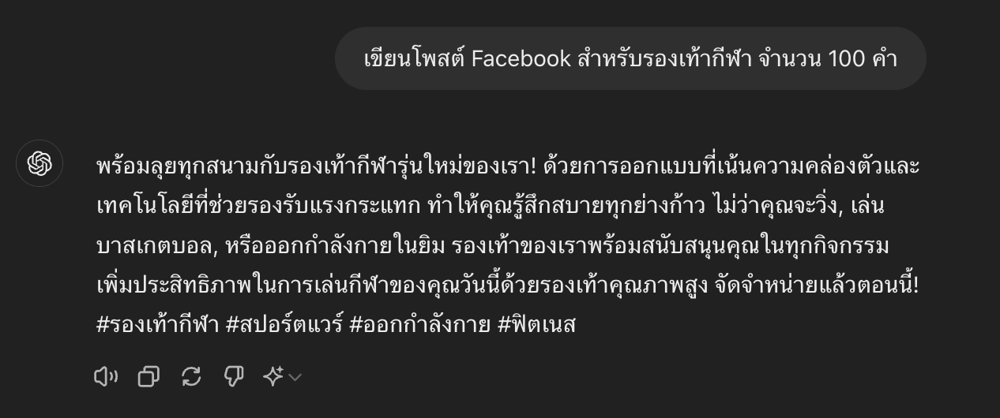 เขียนโพสต์ Facebook สำหรับรองเท้ากีฬา จำนวน 100 คำ
พร้อมลุยทุกสนามกับรองเท้ากีฬารุ่นใหม่ของเรา! ด้วยการออกแบบที่เน้นความคล่องตัวและ
เทคโนโลยีที่ช่วยรองรับแรงกระแทก ทำให้คุณรู้สึกสบายทุกย่างก้าว ไม่ว่าคุณจะวิ่ง, เล่น
บาสเกตบอล, หรือออกกำลังกายในยิม รองเท้าของเราพร้อมสนับสนุนคุณในทุกกิจกรรม
เพิ่มประสิทธิภาพในการเล่นกีฬาของคุณวันนี้ด้วยรองเท้าคุณภาพสูง จัดจำหน่ายแล้วตอนนี้!
#รองเท้ากีฬา #สปอร์ตแวร์ #ออกกำลังกาย #ฟิตเนส